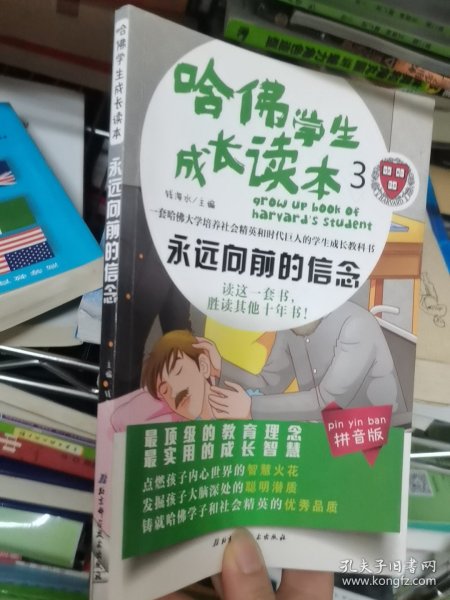 哈佛学生成长读本
永远向前的信念
主编
哈佛学生
成长读本3
grow up book of
harvard's student
钱海水/主编
一套哈佛大学培养社会精英和时代巨人的学生成长教科书
永远向前的信念
读这一套书，
胜读其他十年书！
pin yin ban
拼音版
最顶级的教育理念
最实用的成长智慧
点燃孩子内心世界的智慧火花
发掘孩子大脑深处的聪明潜质
铸就哈佛学子和社会精英的优秀品质
孔夫子旧书网
www.kongfz.com